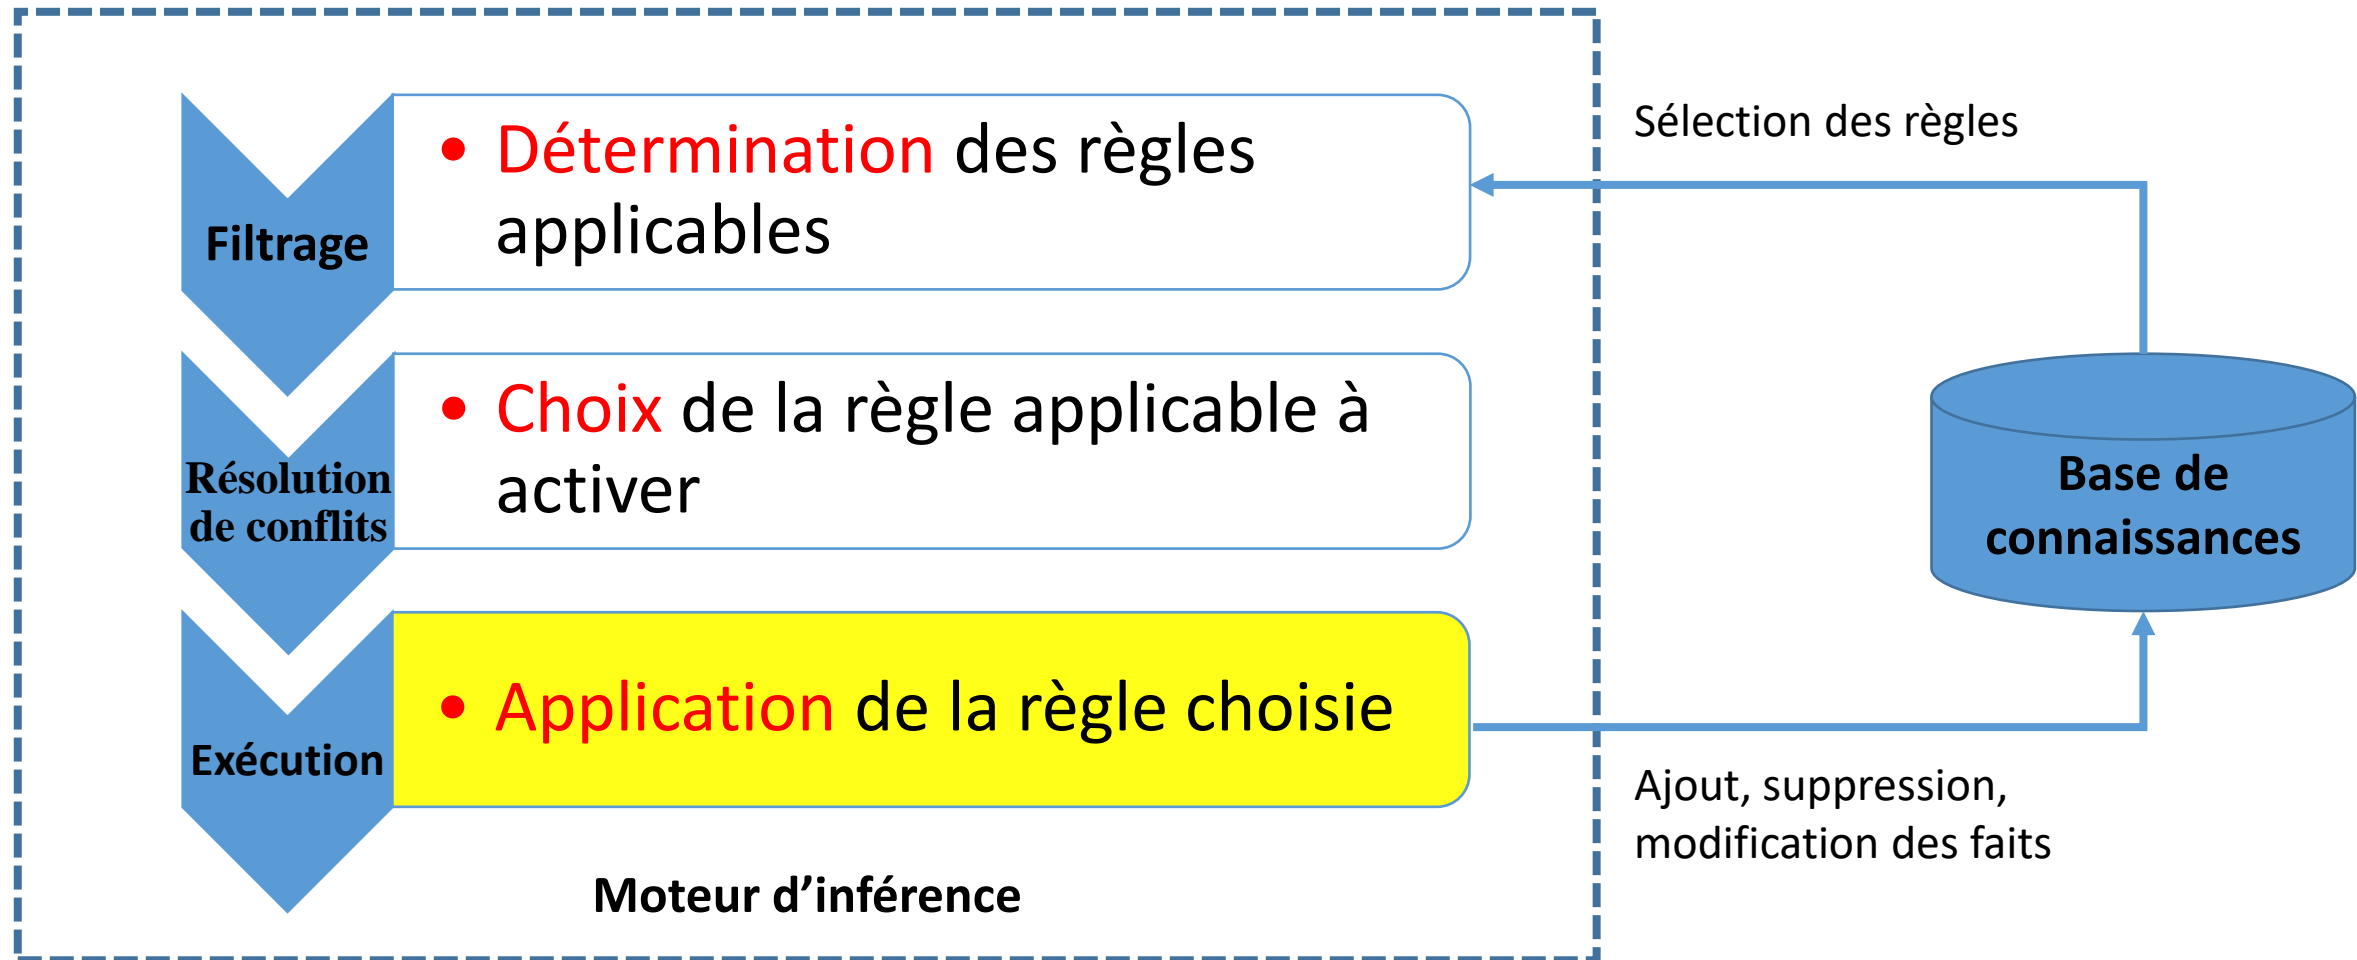 Filtrage
• Détermination des règles
applicables
Sélection des règles
Résolution
de conflits
• Choix de la règle applicable à
activer
Base de
connaissances
Exécution
• Application de la règle choisie
Ajout, suppression,
modification des faits
Moteur d’inférence